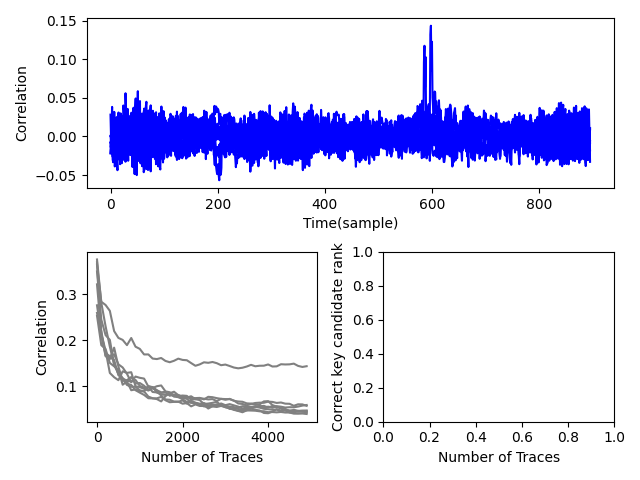 0.15
0.10
0.05
0.00
−0.05
Correlation
0 200 400 600 800
Time(sample)
0.3
0.2
0.1
Correlation
0 2000 4000
Number of Traces
1.0
0.8
0.6
0.4
0.2
0.0
Correct key candidate rank
0.0 0.2 0.4 0.6 0.8 1.0
Number of Traces